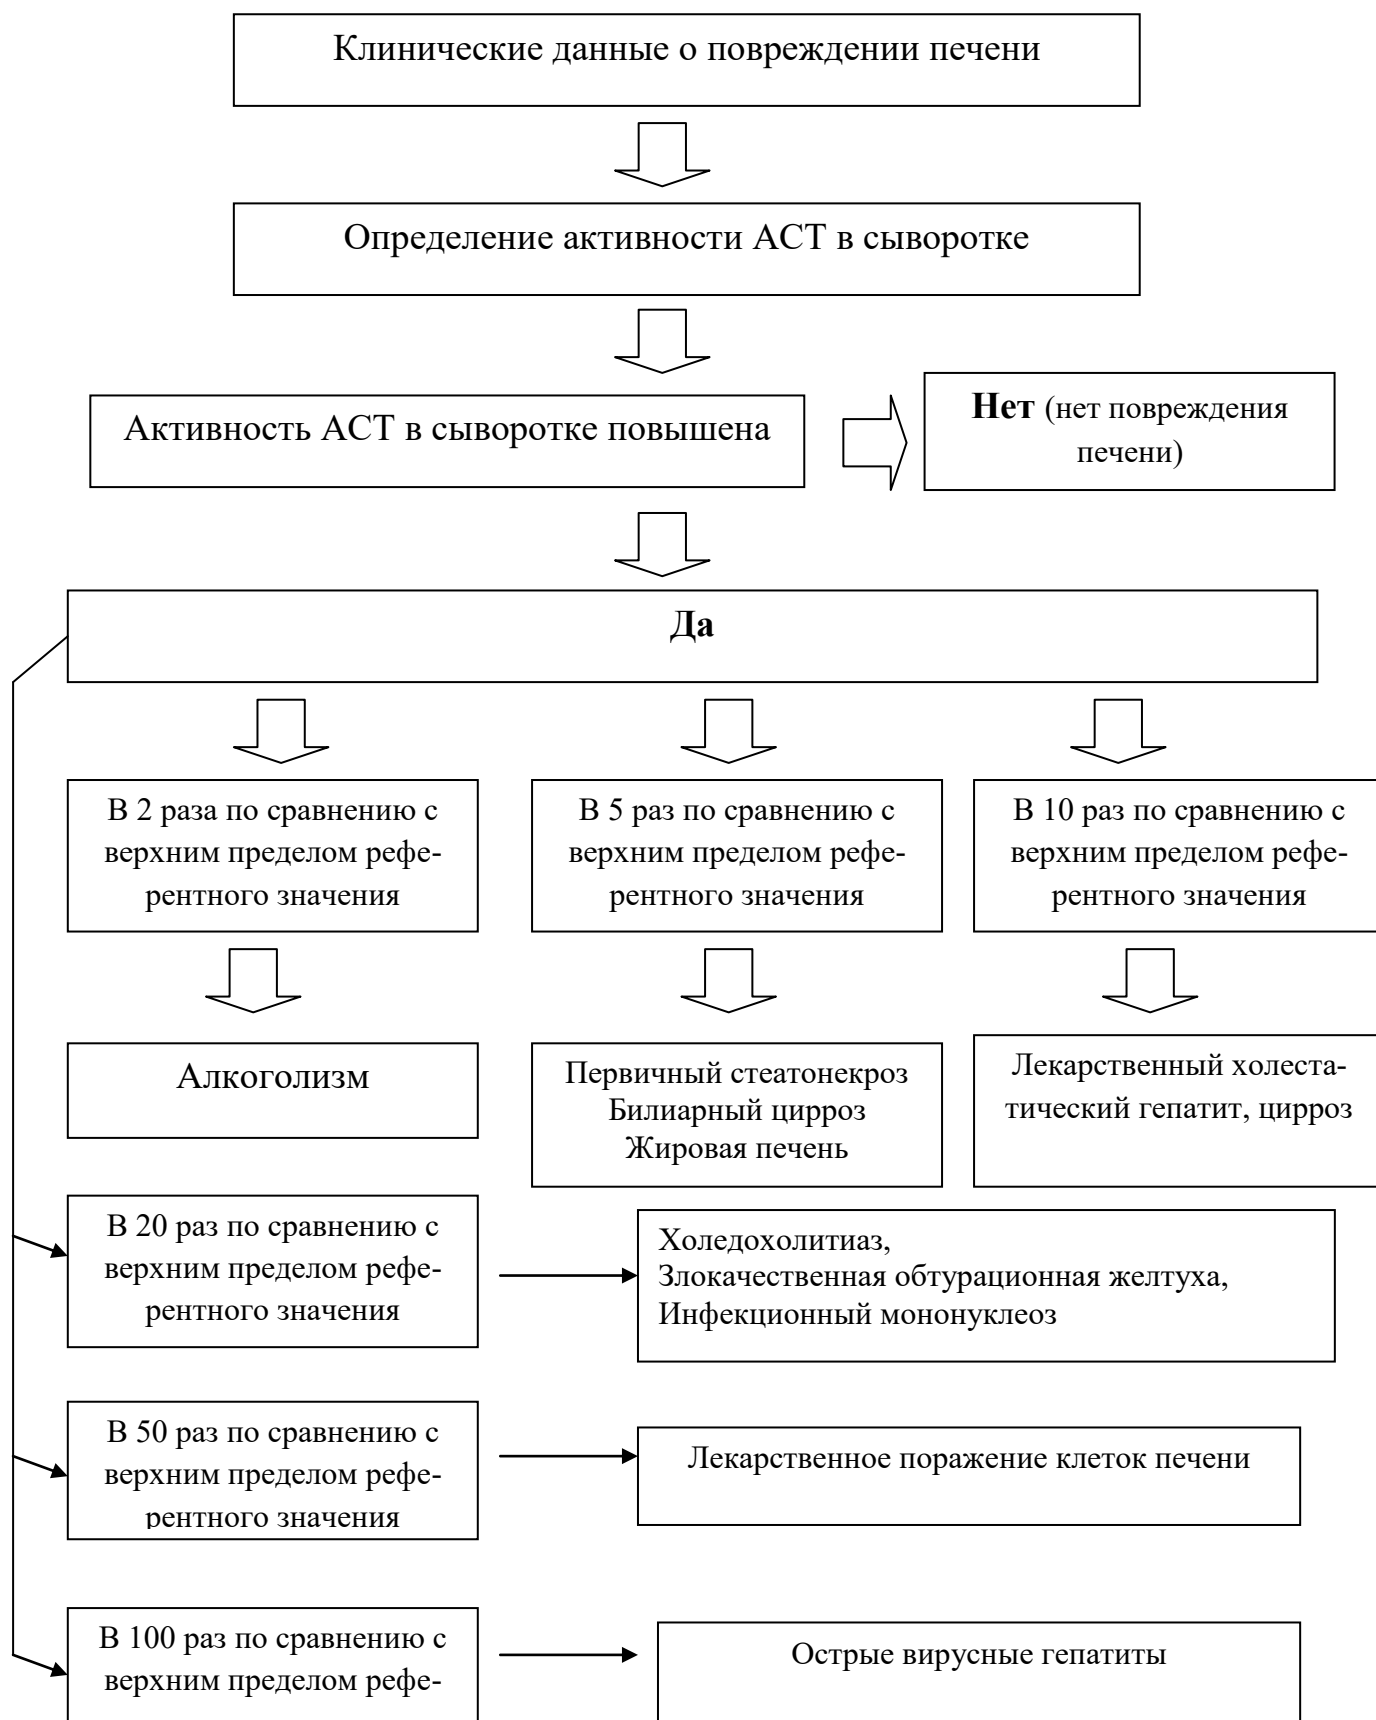 Клинические данные о повреждении печени
Определение активности АСТ в сыворотке
Активность АСТ в сыворотке повышена
Нет (нет повреждения
печени)
Да
В 2 раза по сравнению с
верхним пределом рефе-
рентного значения
В 5 раз по сравнению с
верхним пределом рефе-
рентного значения
В 10 раз по сравнению с
верхним пределом рефе-
рентного значения
Алкоголизм
Первичный стеатонекроз
Билиарный цирроз
Жировая печень
Лекарственный холеста-
тический гепатит, цирроз
В 20 раз по сравнению с
верхним пределом рефе-
рентного значения
Холедохолитиаз,
Злокачественная обтурационная желтуха,
Инфекционный мононуклеоз
В 50 раз по сравнению с
верхним пределом рефе-
рентного значения
Лекарственное поражение клеток печени
В 100 раз по сравнению с
верхним пределом рефе-
Острые вирусные гепатиты